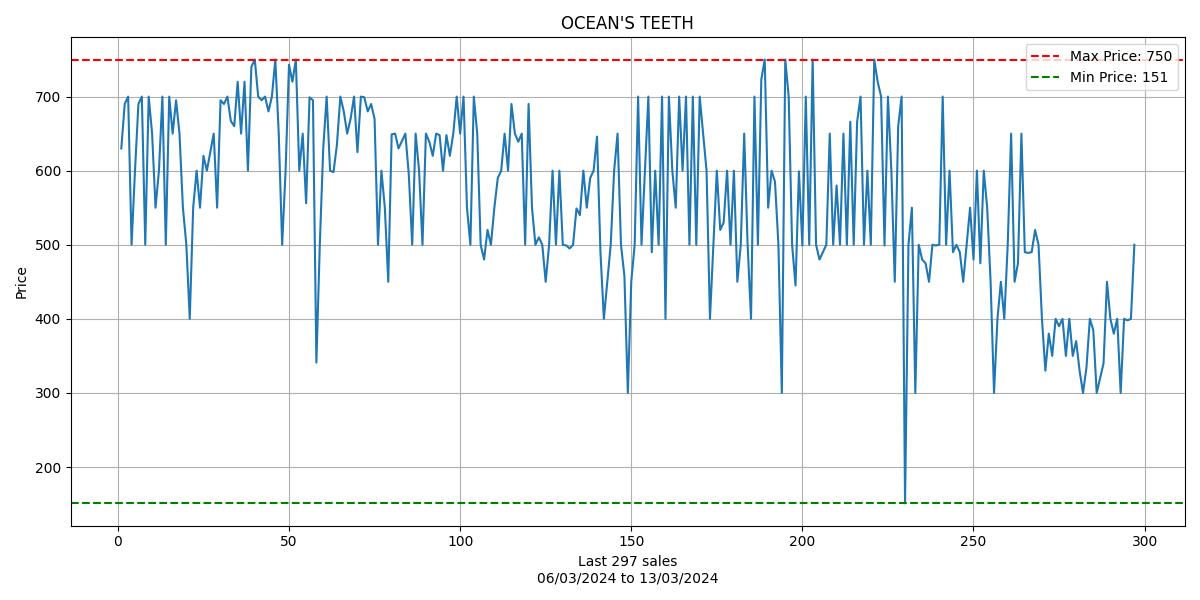 OCEAN'S TEETH
Max Price: 750
Min Price: 151
Price
700
600
500
400
300
200
0
50
100
150
200
250
300
Last 297 sales
06/03/2024 to 13/03/2024